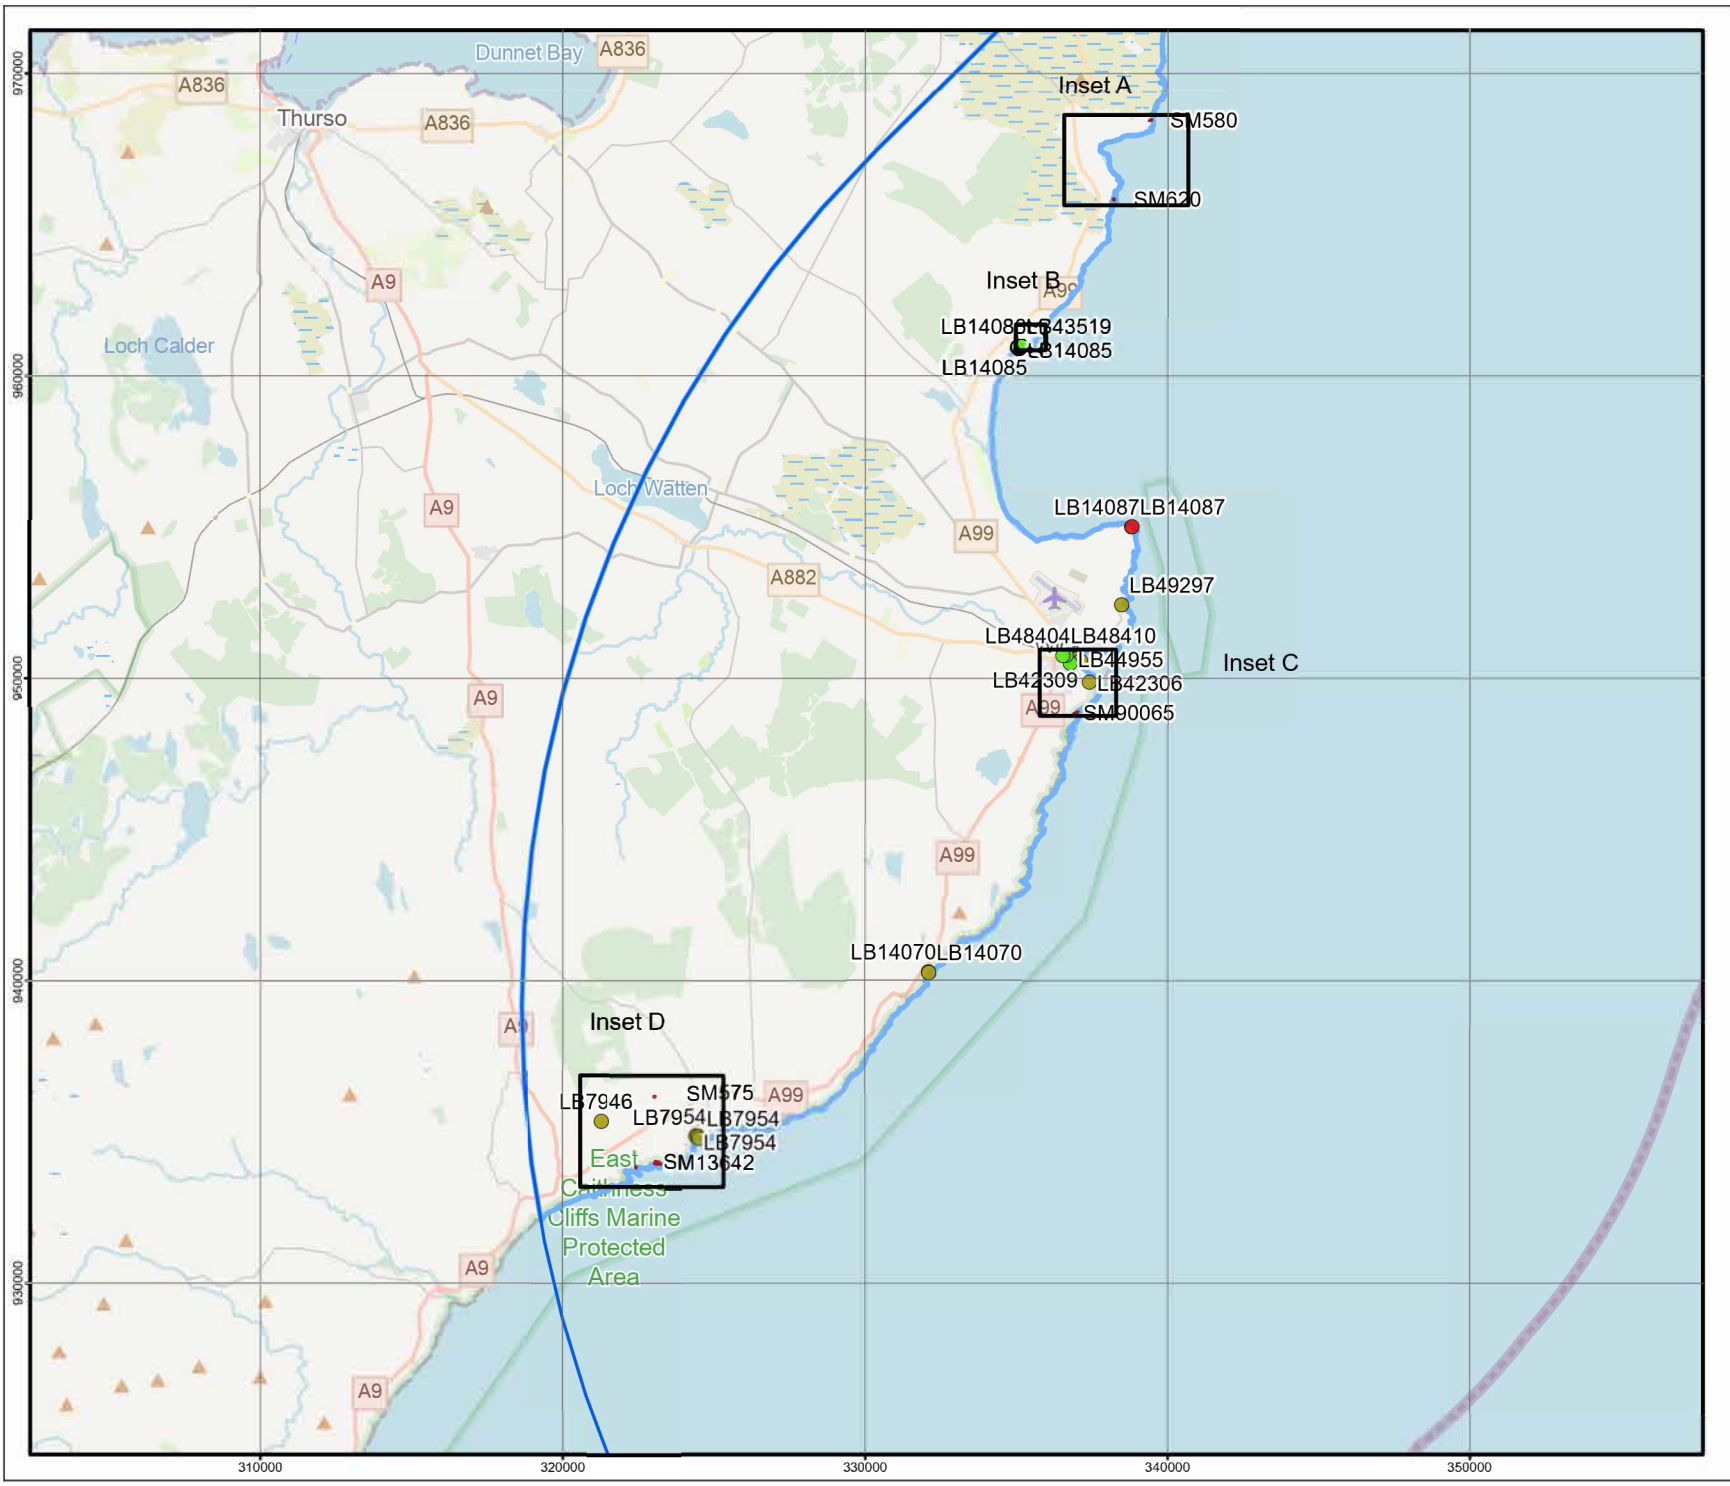 Dunnet Bay
A836
A836
Inset A
970000
Thurso
A836
SM580
SM620
A9
Inset B
A99
LB14080LB43519
Loch Calder
LB14085
LB14085
960000
Loch Watten
A9
LB14087LB14087
A99
A882
LB49297
LB48404LB48410
LB44955
Inset C
LB42309
LB42306
950000
A9
A99
SM90065
A99
LB14070LB14070
940000
Inset D
A9
SM575
A99
LB7946
LB7954LB7954
LB7954
East
SM13642
Caithness
Cliffs Marine
Protected
Area
A9
930000
A9
310000
320000
330000
340000
350000